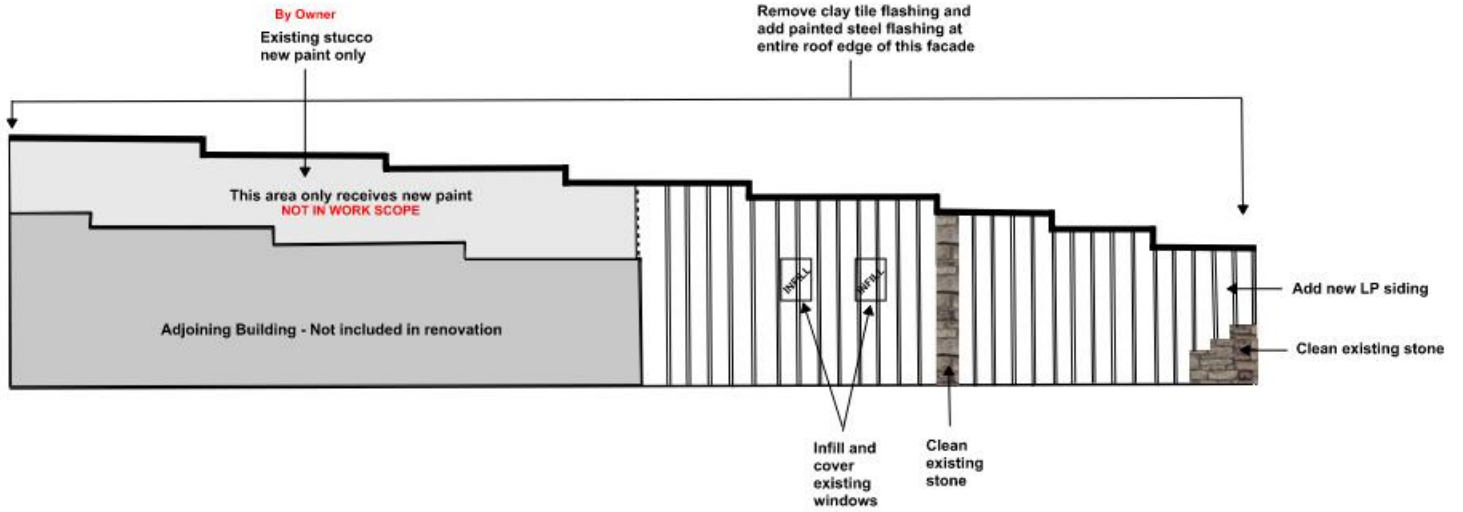 By Owner
Existing stucco
new paint only
Remove clay tile flashing and
add painted steel flashing at
entire roof edge of this facade
This area only receives new paint
NOT IN WORK SCOPE
INFILL
INFILL
Add new LP siding
Adjoining Building - Not included in renovation
Clean existing stone
Infill and
cover
existing
windows
Clean
existing
stone